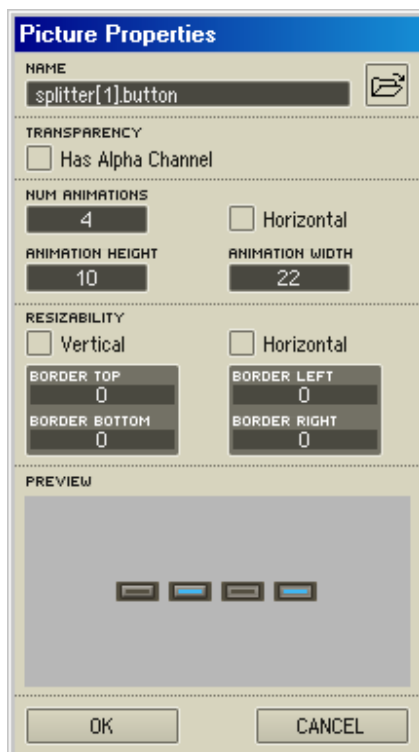 Picture Properties
NAME
splitter[1].button
TRANSPARENCY
Has Alpha Channel
NUM ANIMATIONS
4 Horizontal
ANIMATION HEIGHT ANIMATION WIDTH
10 22
RESIZABILITY
Vertical Horizontal
BORDER TOP BORDER LEFT
0 0
BORDER BOTTOM BORDER RIGHT
0 0
PREVIEW
OK CANCEL